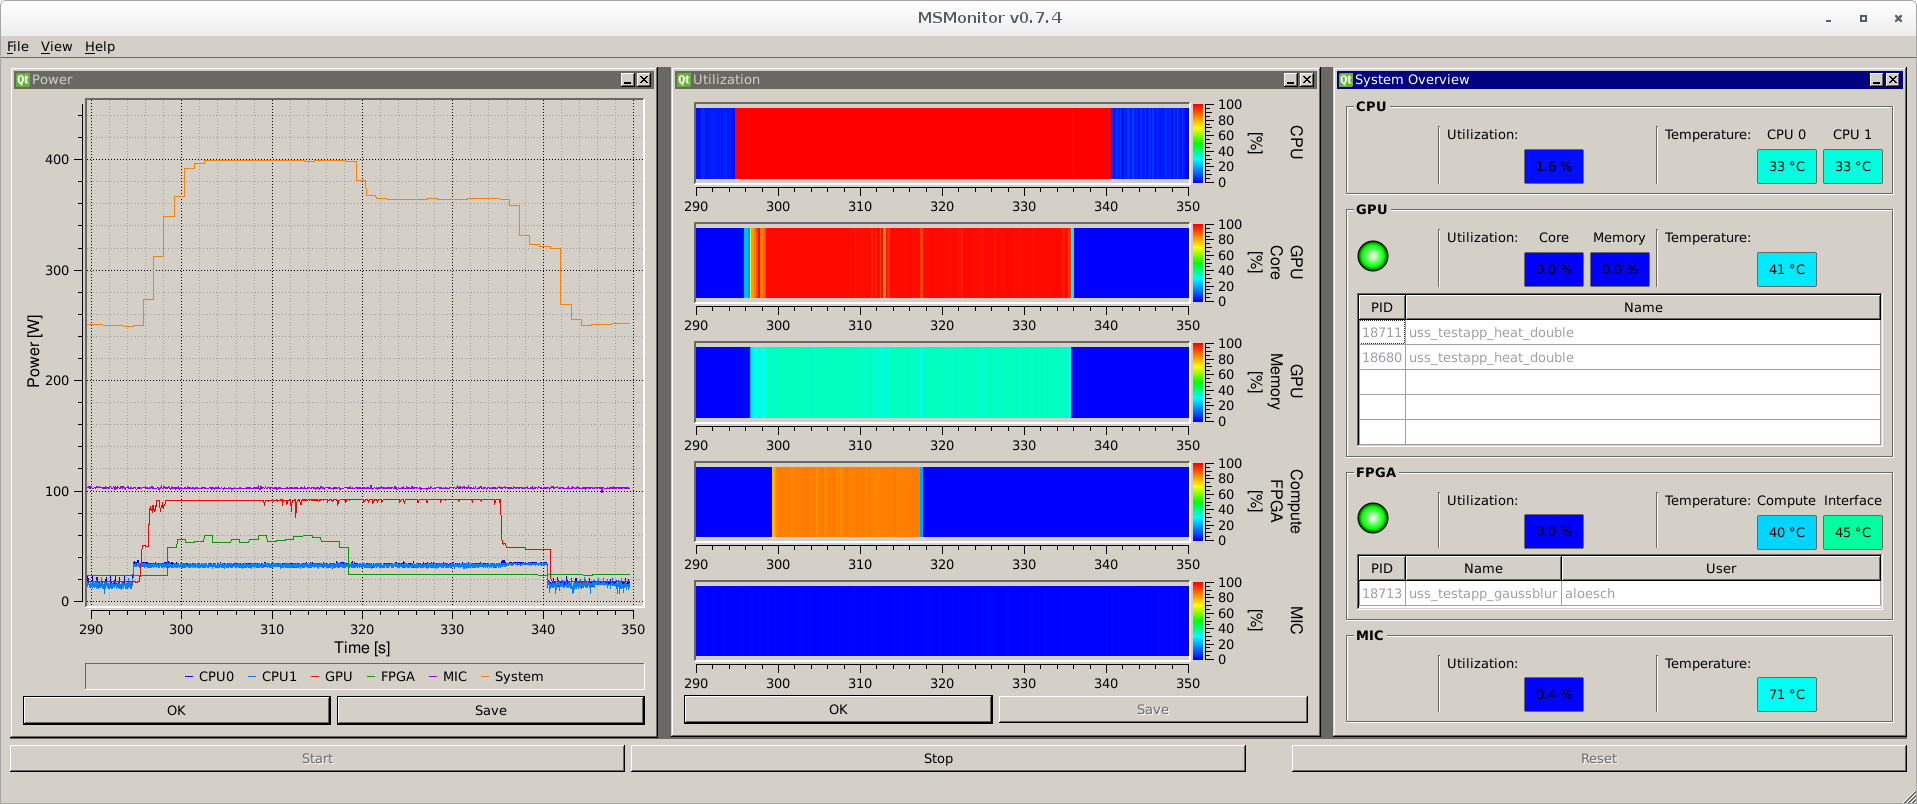 MSMonitor v0.7.4
File View Help
Qt Power
400
300
200
100
0
Power [W]
290 300 310 320 330 340 350
Time [s]
CPU0 CPU1 GPU FPGA MIC System
OK Save
Qt Utilization
100
80
60
40
20
0
[%]
CPU
290 300 310 320 330 340 350
100
80
60
40
20
0
[%]
GPU
Core
290 300 310 320 330 340 350
100
80
60
40
20
0
[%]
GPU
Memory
290 300 310 320 330 340 350
100
80
60
40
20
0
[%]
Compute
FPGA
290 300 310 320 330 340 350
100
80
60
40
20
0
[%]
MIC
290 300 310 320 330 340 350
OK Save
Qt System Overview
CPU
Utilization: Temperature: CPU 0 CPU 1
1.6 % 33 °C 33 °C
GPU
Utilization: Core Memory Temperature:
0.0 % 0.0 % 41 °C
PID Name
18711 uss_testapp_heat_double
18680 uss_testapp_heat_double
FPGA
Utilization: Temperature: Compute Interface
0.0 % 40 °C 45 °C
PID Name User
18713 uss_testapp_gaussblur aloesch
MIC
Utilization: Temperature:
0.4 % 71 °C
Start Stop Reset